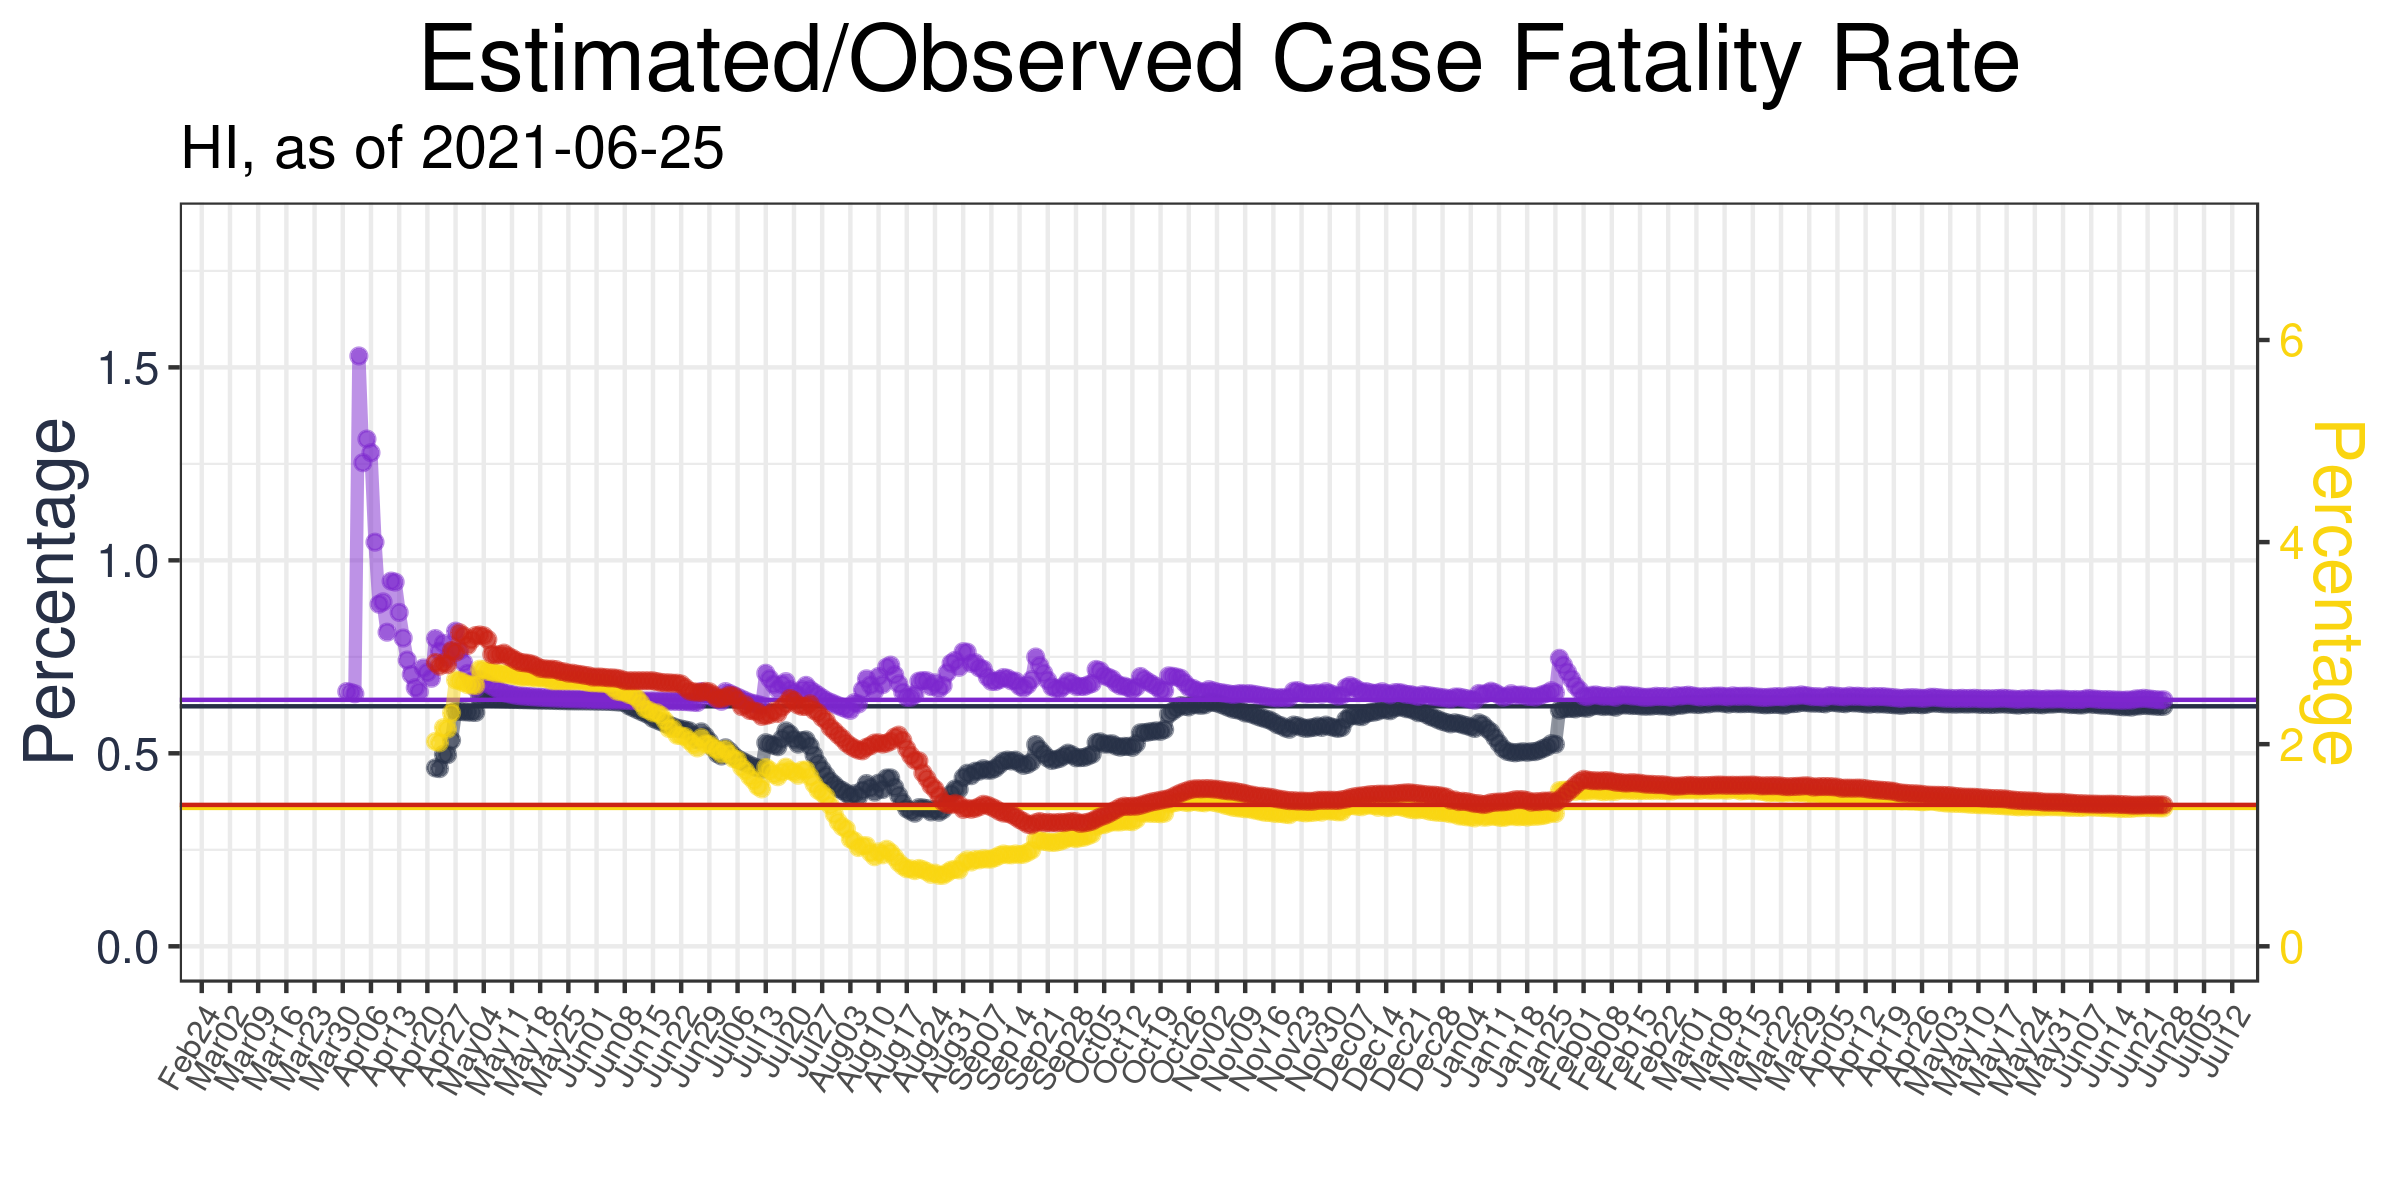 Estimated/Observed Case Fatality Rate
HI, as of 2021-06-25
Percentage
1.5
1.0
0.5
0.0
6
4
2
0
Percentage
Feb24
Mar02
Mar09
Mar16
Mar23
Mar30
Apr06
Apr13
Apr20
Apr27
May04
May11
May18
May25
Jun01
Jun08
Jun15
Jun22
Jun29
Jul06
Jul13
Jul20
Jul27
Aug03
Aug10
Aug17
Aug24
Aug31
Sep07
Sep14
Sep21
Sep28
Oct05
Oct12
Oct19
Oct26
Nov02
Nov09
Nov16
Nov23
Nov30
Dec07
Dec14
Dec21
Dec28
Jan04
Jan11
Jan18
Jan25
Feb01
Feb08
Feb15
Feb22
Mar01
Mar08
Mar15
Mar22
Mar29
Apr05
Apr12
Apr19
Apr26
May03
May10
May17
May24
May31
Jun07
Jun14
Jun21
Jun28
Jul05
Jul12